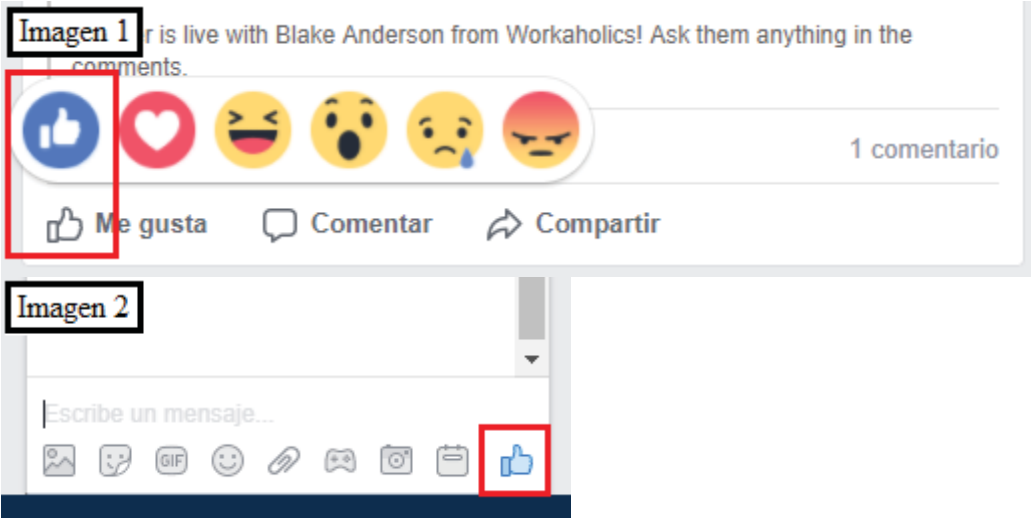 Imagen 1
r is live with Blake Anderson from Workaholics! Ask them anything in the
comments.
1 comentario
Me gusta Comentar Compartir
Imagen 2
Escribe un mensaje...
GIF